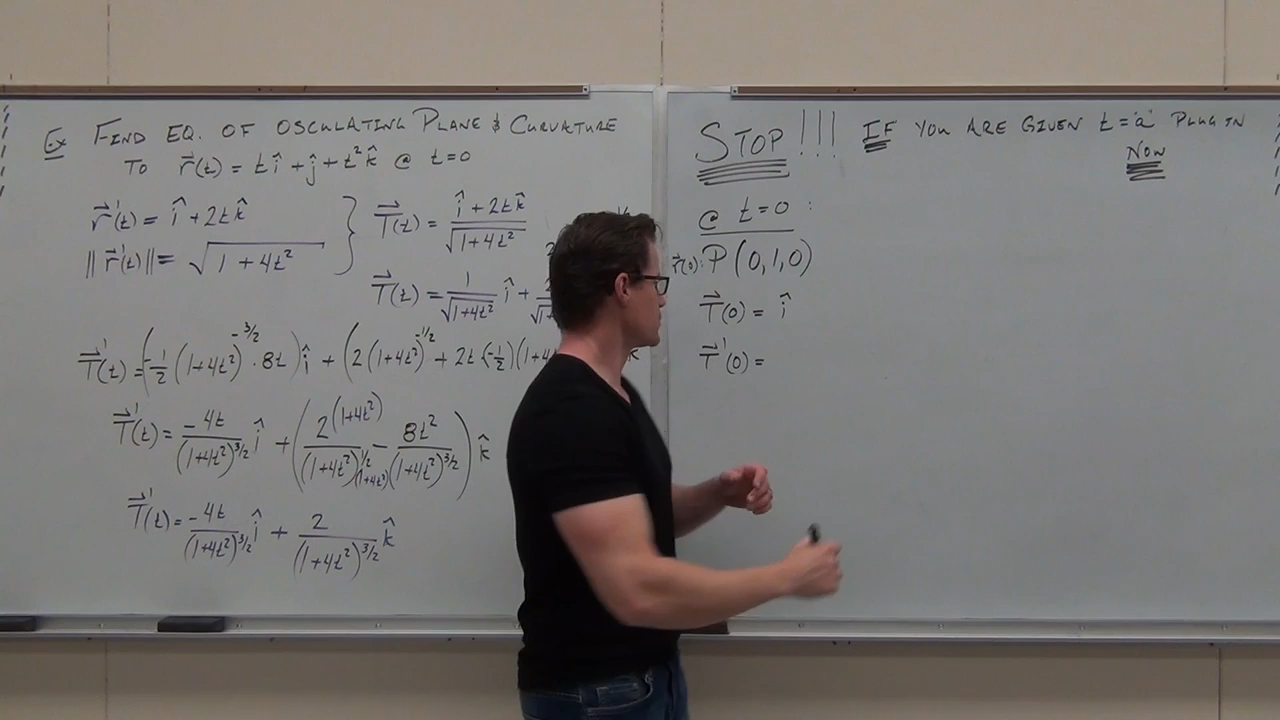 Ex FIND EQ. OF OSCULATING PLANE & CURVATURE
TO r⃗(t) = t î + ĵ + t² k̂ @ t=0
r⃗'(t) = î + 2t k̂
||r⃗'(t)|| = √(1+4t²)
T⃗(t) = (î + 2t k̂)/√(1+4t²)
T⃗(t) = 1/√(1+4t²) î +
T⃗'(t) = (-1/2 (1+4t²)^(-3/2) · 8t) î + (2(1+4t²)^(-1/2) + 2t (-1/2)(1+4t
T⃗'(t) = -4t/(1+4t²)^(3/2) î + (2(1+4t²)/((1+4t²)^(1/2)(1+4t²)) - 8t²/(1+4t²)^(3/2)) k̂
T⃗'(t) = -4t/(1+4t²)^(3/2) î + 2/(1+4t²)^(3/2) k̂
STOP!!! IF YOU ARE GIVEN t="a" PLUG IN
NOW
@ t=0 :
r⃗(0): P(0,1,0)
T⃗(0) = î
T⃗'(0) =